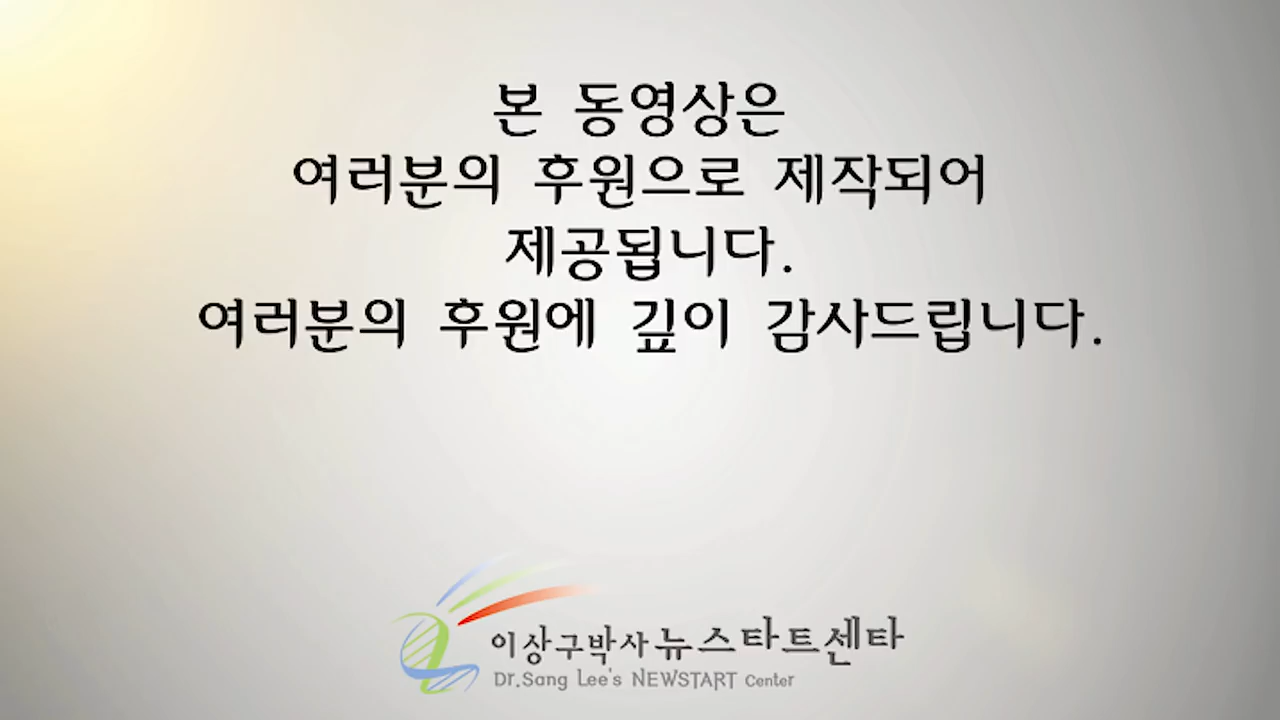 본 동영상은
여러분의 후원으로 제작되어
제공됩니다.
여러분의 후원에 깊이 감사드립니다.
이상구박사 뉴스타트센타
Dr.Sang Lee's NEWSTART Center